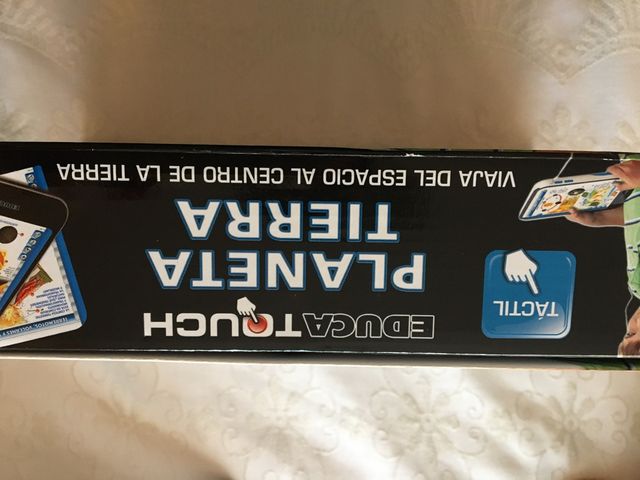 EDUCATOUCH
PLANETA
TIERRA
VIAJA DEL ESPACIO AL CENTRO DE LA TIERRA
TÁCTIL